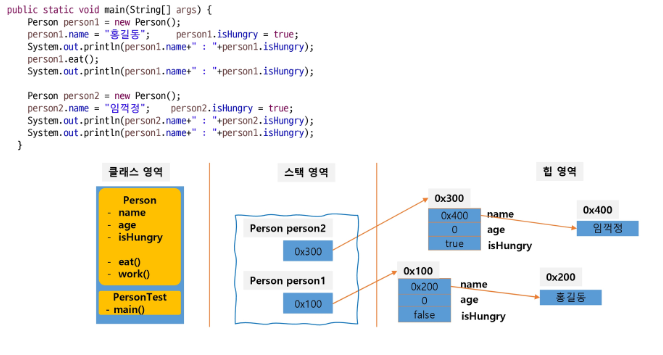 public static void main(String[] args) {
Person person1 = new Person();
person1.name = "홍길동";    person1.isHungry = true;
System.out.println(person1.name+" : "+person1.isHungry);
person1.eat();
System.out.println(person1.name+" : "+person1.isHungry);
Person person2 = new Person();
person2.name = "임꺽정";    person2.isHungry = true;
System.out.println(person2.name+" : "+person2.isHungry);
System.out.println(person1.name+" : "+person1.isHungry);
}
클래스 영역
Person
- name
- age
- isHungry
- eat()
- work()
PersonTest
- main()
스택 영역
Person person2
0x300
Person person1
0x100
힙 영역
0x300
0x400 name
0 age
true isHungry
0x400
임꺽정
0x100
0x200 name
0 age
false isHungry
0x200
홍길동